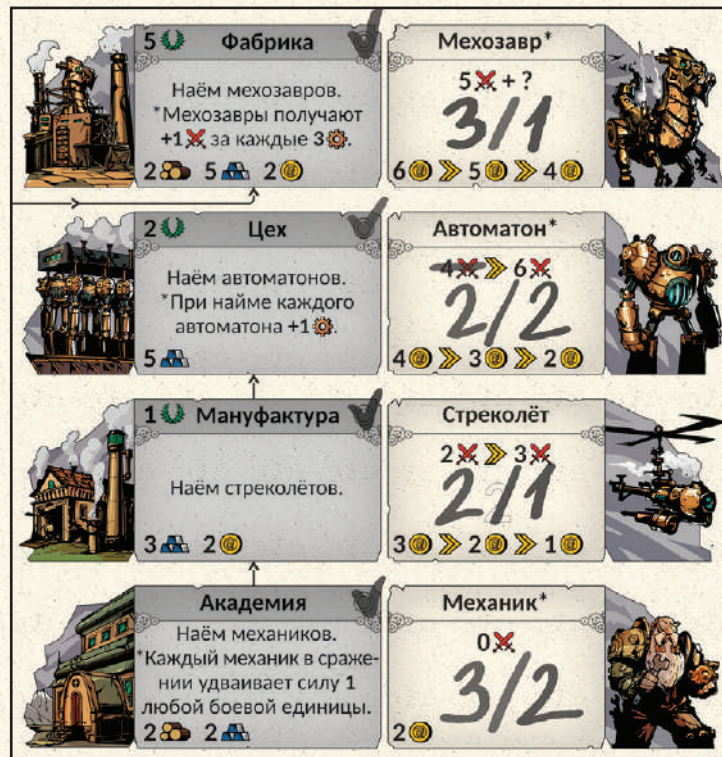 5 Фабрика
Наём мехозавров.
*Мехозавры получают
+1 за каждые 3.
2 5 2
Мехозавр*
5 + ?
3/1
6 » 5 » 4
2 Цех
Наём автоматонов.
*При найме каждого
автоматона +1.
5
Автоматон*
4 » 6
2/2
4 » 3 » 2
1 Мануфактура
Наём стреколётов.
3 2
Стреколёт
2 » 3
2/1
3 » 2 » 1
Академия
Наём механиков.
*Каждый механик в сраже-
нии удваивает силу 1
любой боевой единицы.
2 2
Механик*
0
3/2
2